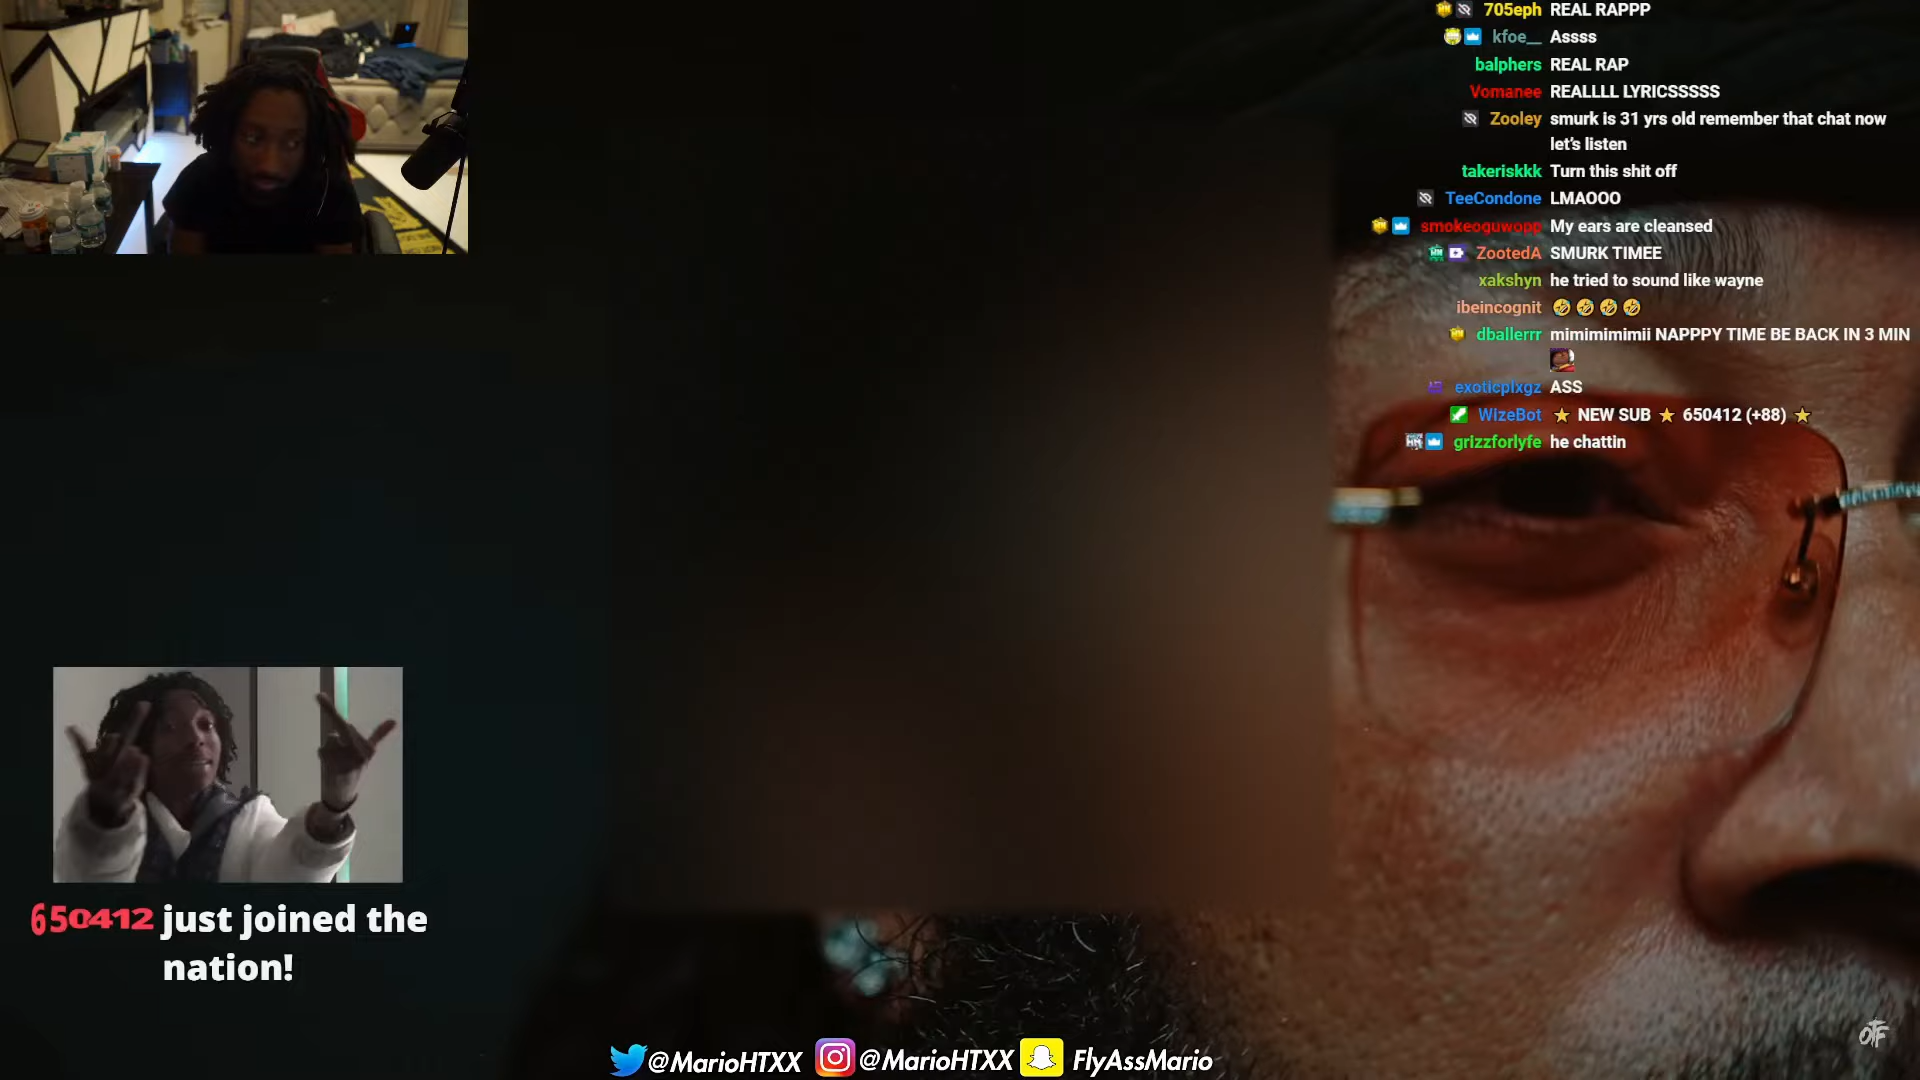 705eph REAL RAPPP
kfoe__ Assss
balphers REAL RAP
Vomanee REALLLL LYRICSSSSS
Zooley smurk is 31 yrs old remember that chat now
let's listen
takeriskkk Turn this shit off
TeeCondone LMAOOO
smokeoguwopp My ears are cleansed
ZootedA SMURK TIMEE
xakshyn he tried to sound like wayne
ibeincognit 🤣 🤣 🤣 🤣
dballerrr mimimimimii NAPPPY TIME BE BACK IN 3 MIN
exoticplxgz ASS
WizeBot ⭐ NEW SUB ⭐ 650412 (+88) ⭐
grizzforlyfe he chattin
650412 just joined the
nation!
@MarioHTXX @MarioHTXX FlyAssMario
OTF